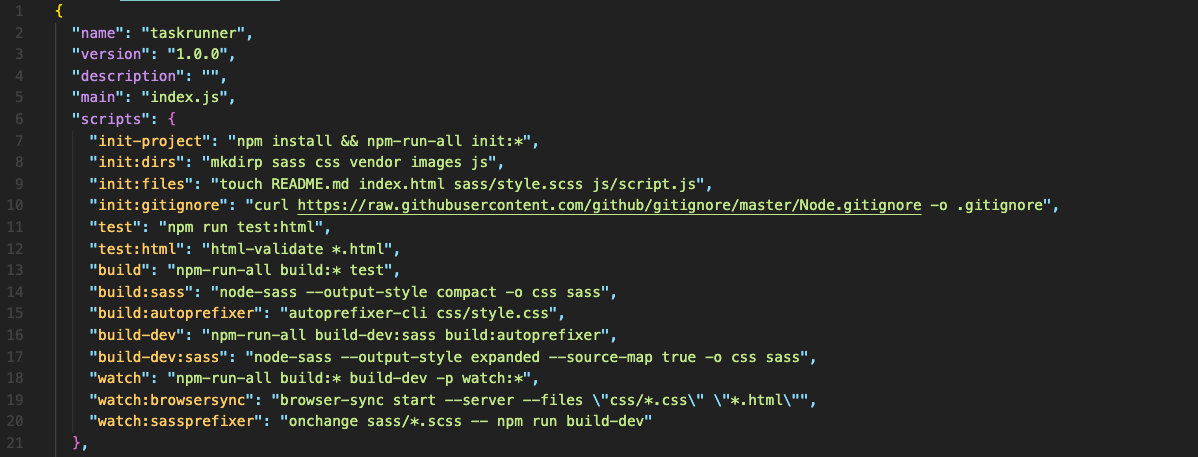 1 {
2 "name": "taskrunner",
3 "version": "1.0.0",
4 "description": "",
5 "main": "index.js",
6 "scripts": {
7 "init-project": "npm install && npm-run-all init:*",
8 "init:dirs": "mkdirp sass css vendor images js",
9 "init:files": "touch README.md index.html sass/style.scss js/script.js",
10 "init:gitignore": "curl https://raw.githubusercontent.com/github/gitignore/master/Node.gitignore -o .gitignore",
11 "test": "npm run test:html",
12 "test:html": "html-validate *.html",
13 "build": "npm-run-all build:* test",
14 "build:sass": "node-sass --output-style compact -o css sass",
15 "build:autoprefixer": "autoprefixer-cli css/style.css",
16 "build-dev": "npm-run-all build-dev:sass build:autoprefixer",
17 "build-dev:sass": "node-sass --output-style expanded --source-map true -o css sass",
18 "watch": "npm-run-all build:* build-dev -p watch:*",
19 "watch:browsersync": "browser-sync start --server --files \"css/*.css\" \"*.html\"",
20 "watch:sassprefixer": "onchange sass/*.scss -- npm run build-dev"
21 },